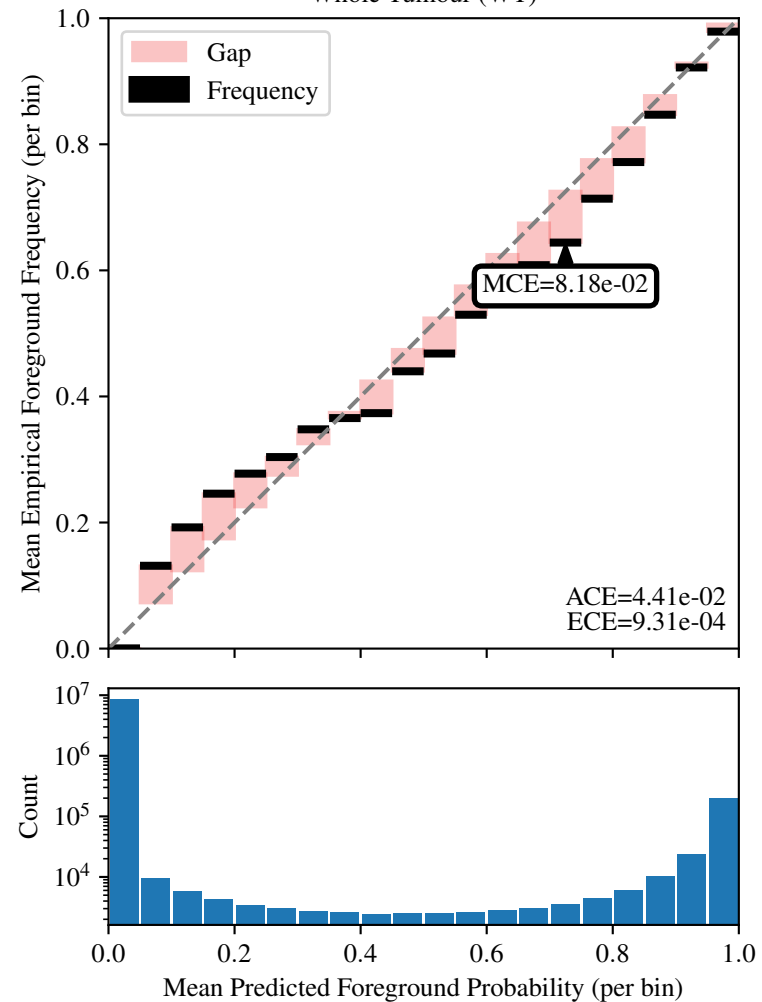 Whole Tumour (WT)
1.0
Gap
Frequency
0.8
0.6
MCE=8.18e-02
0.4
0.2
ACE=4.41e-02
ECE=9.31e-04
0.0
Mean Empirical Foreground Frequency (per bin)
10^7
10^6
10^5
10^4
Count
0.0 0.2 0.4 0.6 0.8 1.0
Mean Predicted Foreground Probability (per bin)